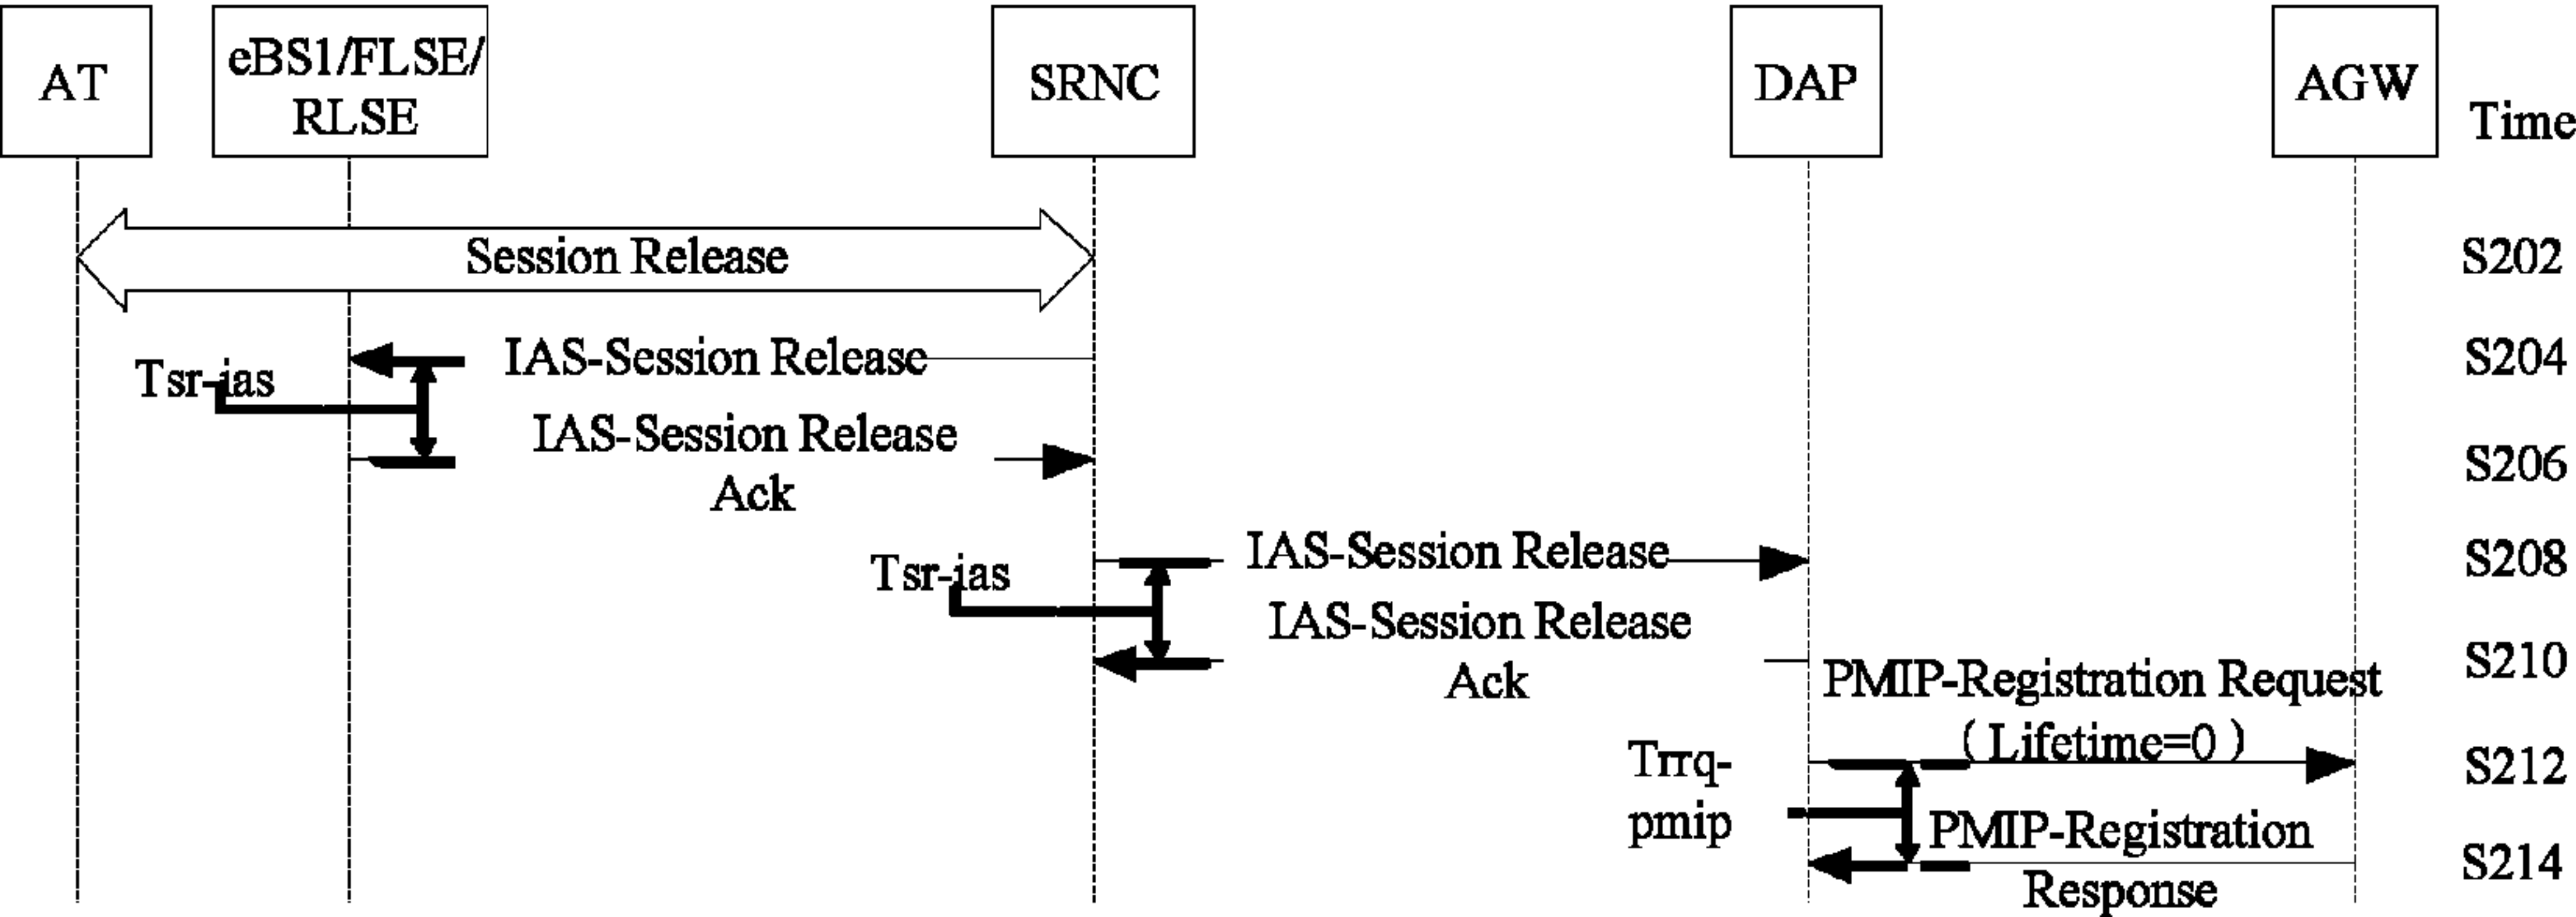 AT
eBS1/FLSE/
RLSE
SRNC
DAP
AGW
Time
Session Release
S202
IAS-Session Release
S204
Tsr-ias
IAS-Session Release
Ack
S206
IAS-Session Release
S208
Tsr-ias
IAS-Session Release
Ack
S210
PMIP-Registration Request
( Lifetime=0 )
S212
Trrq-
pmip
PMIP-Registration
Response
S214